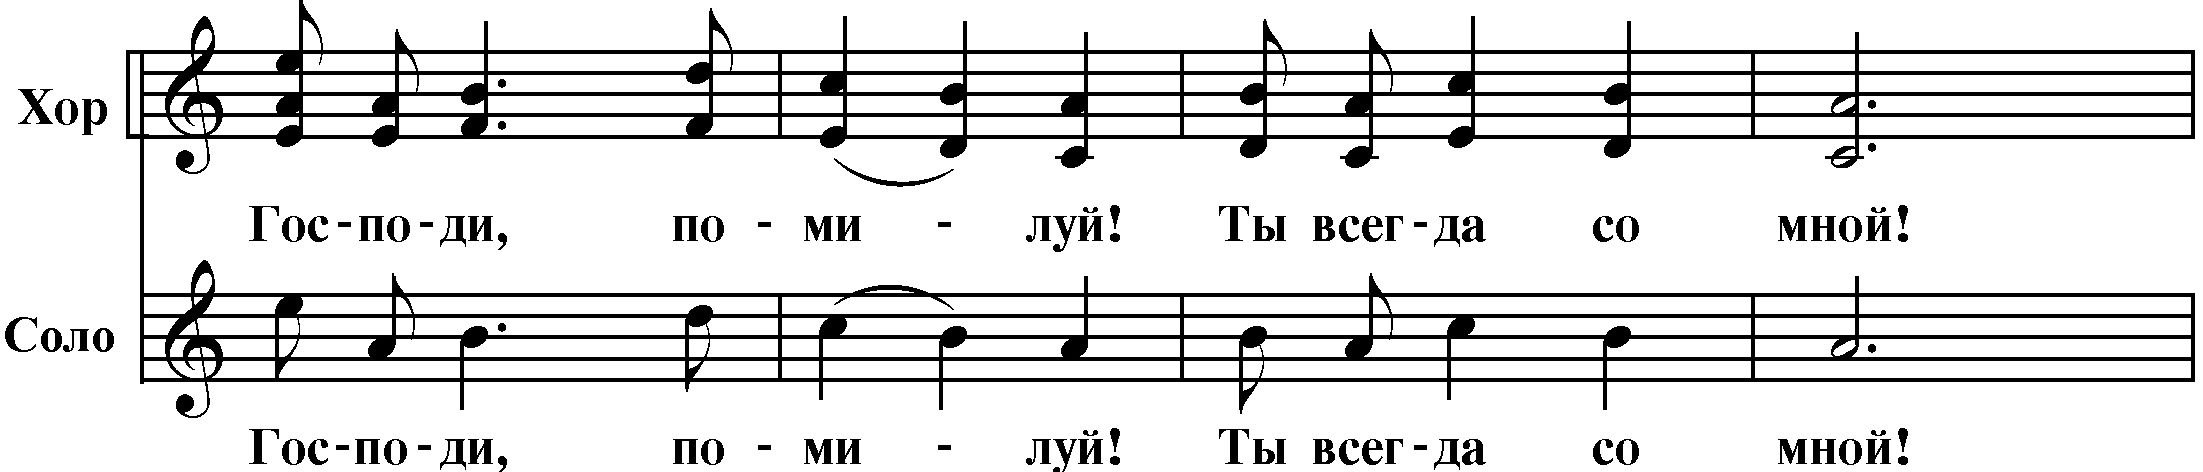 Хор
Гос-по-ди, по - ми - луй! Ты всег-да со мной!
Соло
Гос-по-ди, по - ми - луй! Ты всег-да со мной!